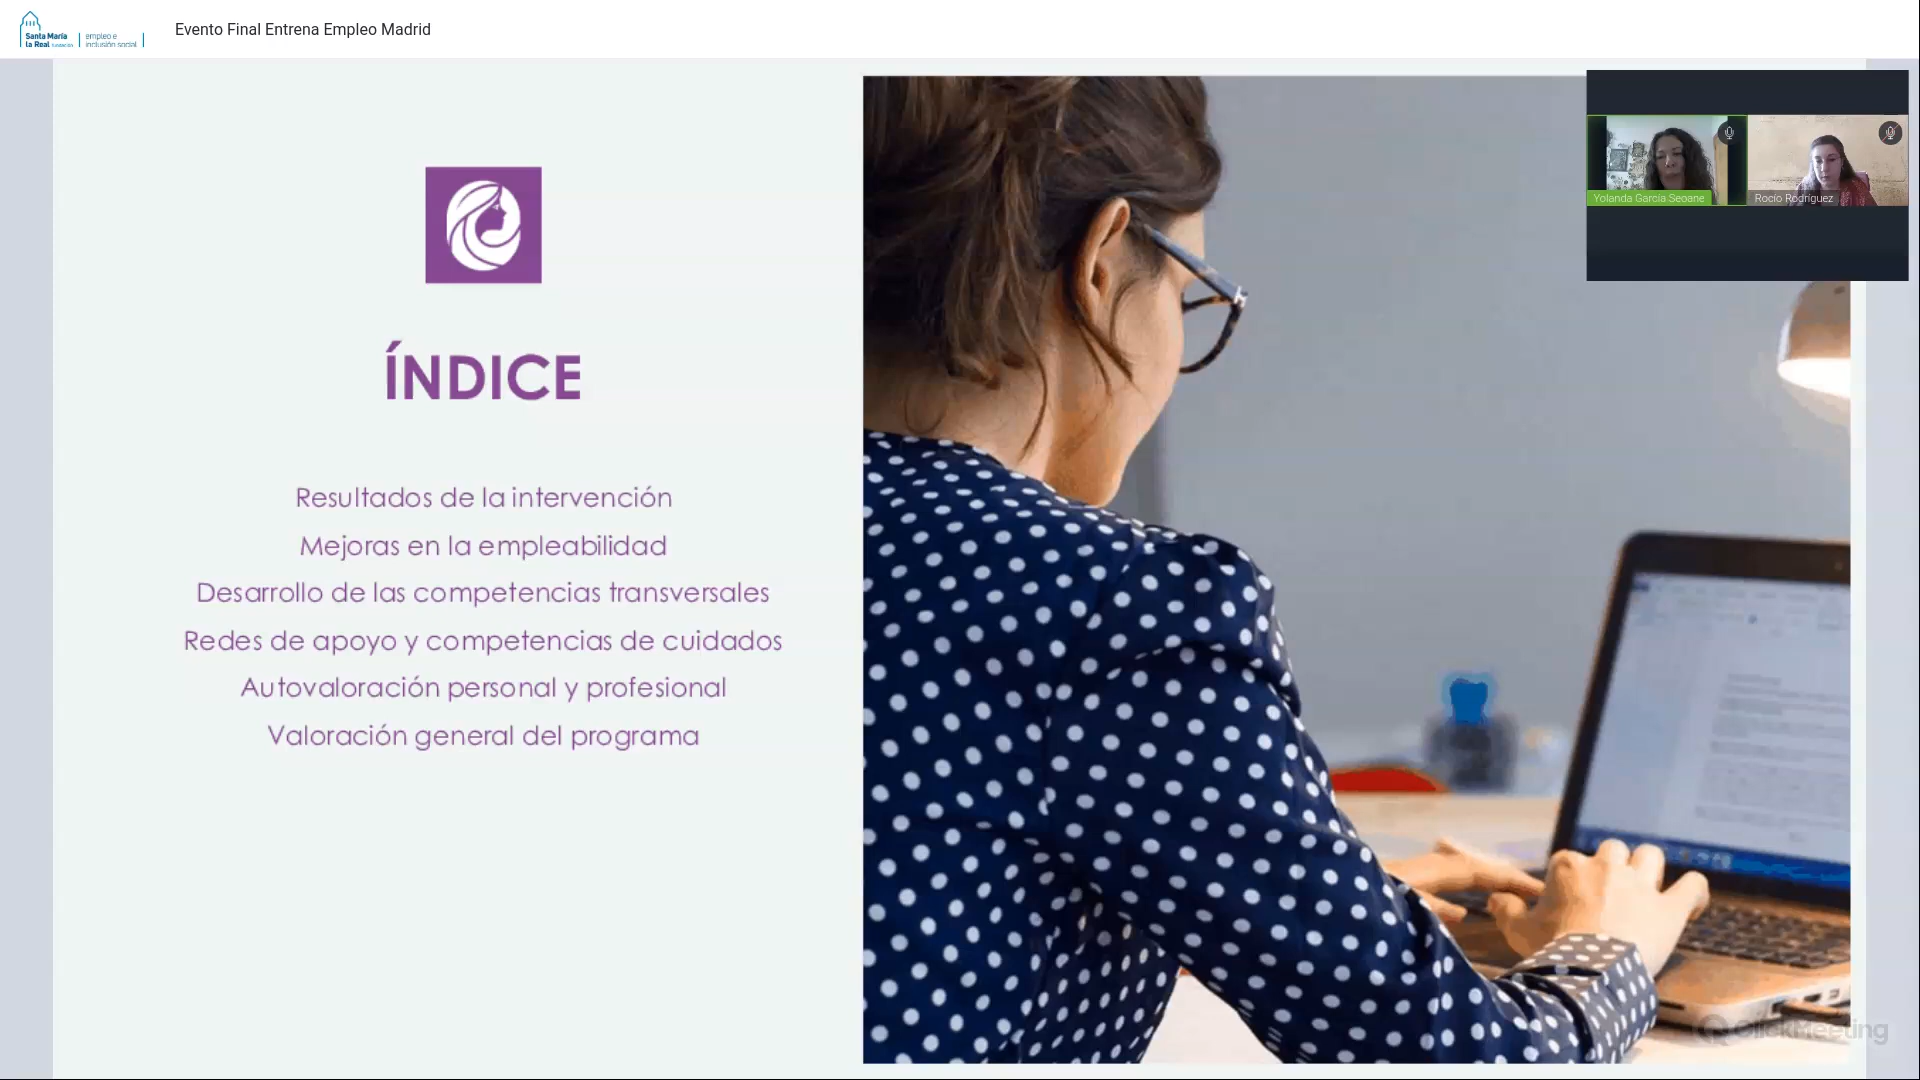 Santa María
la Real fundación
empleo e
inclusión social
Evento Final Entrena Empleo Madrid
Yolanda García Seoane
Rocío Rodríguez
ÍNDICE
Resultados de la intervención
Mejoras en la empleabilidad
Desarrollo de las competencias transversales
Redes de apoyo y competencias de cuidados
Autovaloración personal y profesional
Valoración general del programa
ClickMeeting